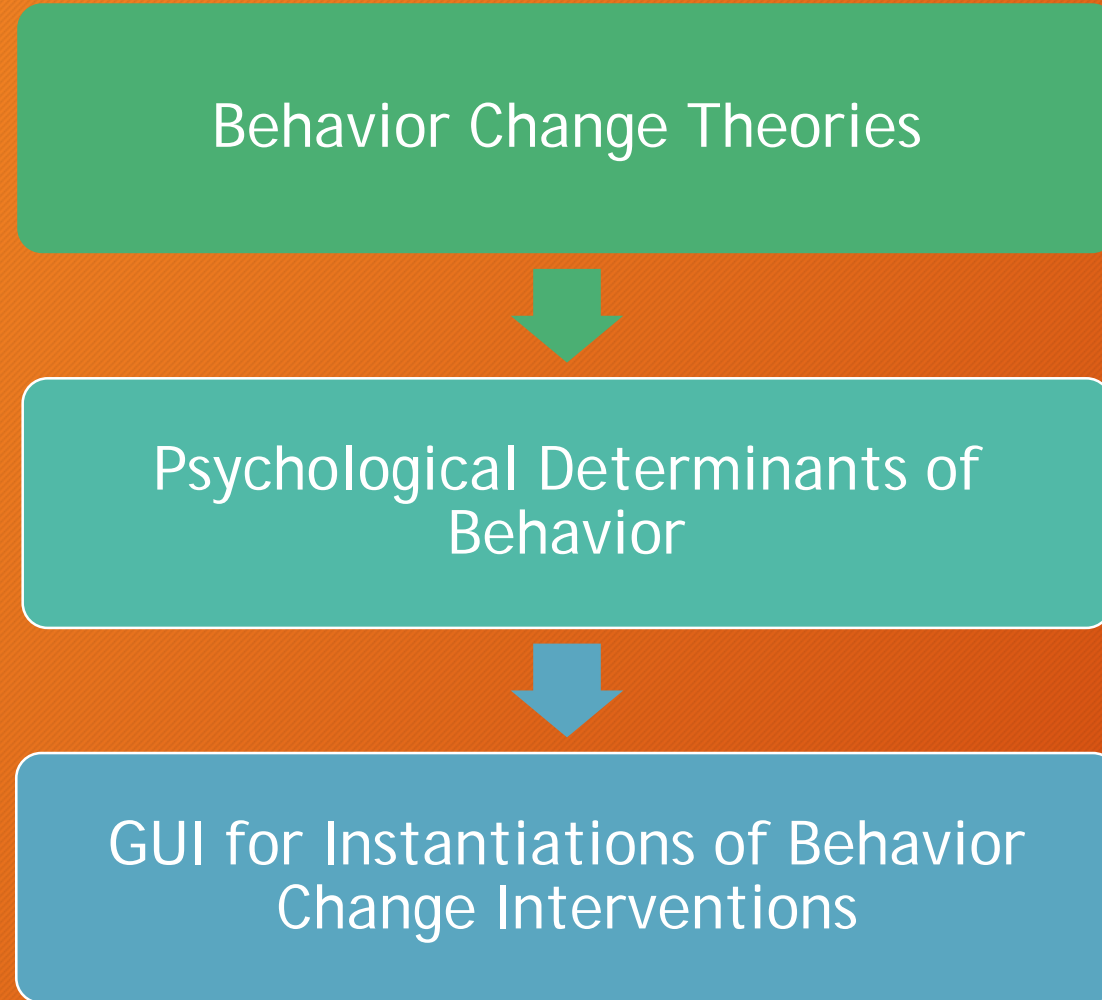 Behavior Change Theories
Psychological Determinants of
Behavior
GUI for Instantiations of Behavior
Change Interventions